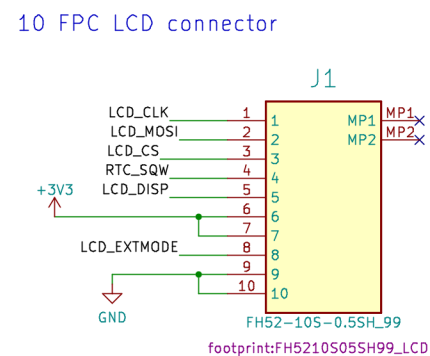 10 FPC LCD connector
J1
LCD_CLK 1 1 MP1 MP1
LCD_MOSI 2 2 MP2 MP2
LCD_CS 3 3
RTC_SQW 4 4
LCD_DISP 5 5
+3V3
6 6
7 7
LCD_EXTMODE 8 8
9 9
10 10
GND
FH52-10S-0.5SH_99
footprint:FH5210S05SH99_LCD